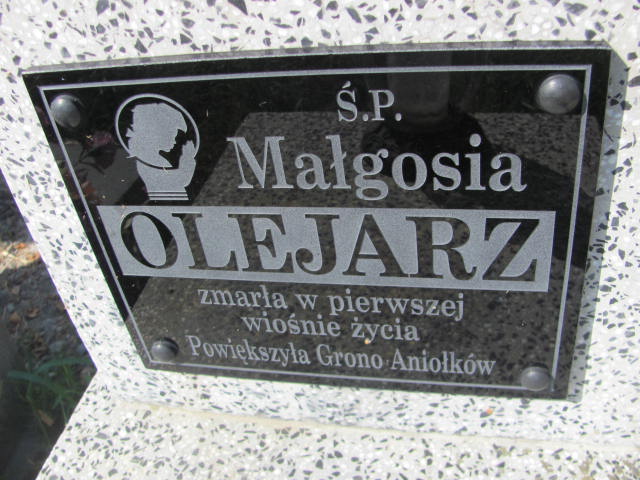 Ś.P.
Małgosia
OLEJARZ
zmarła w pierwszej
wiośnie życia
Powiększyła Grono Aniołków